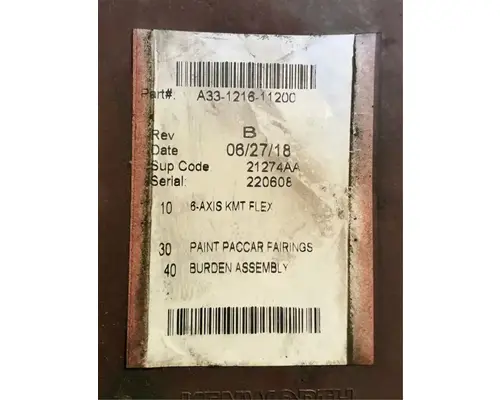 Part#: A33-1216-11200
Rev B
Date 06/27/18
Sup Code 21274AA
Serial: 220608
10 6-AXIS KMT FLEX
30 PAINT PACCAR FAIRINGS
40 BURDEN ASSEMBLY
KENWORTH